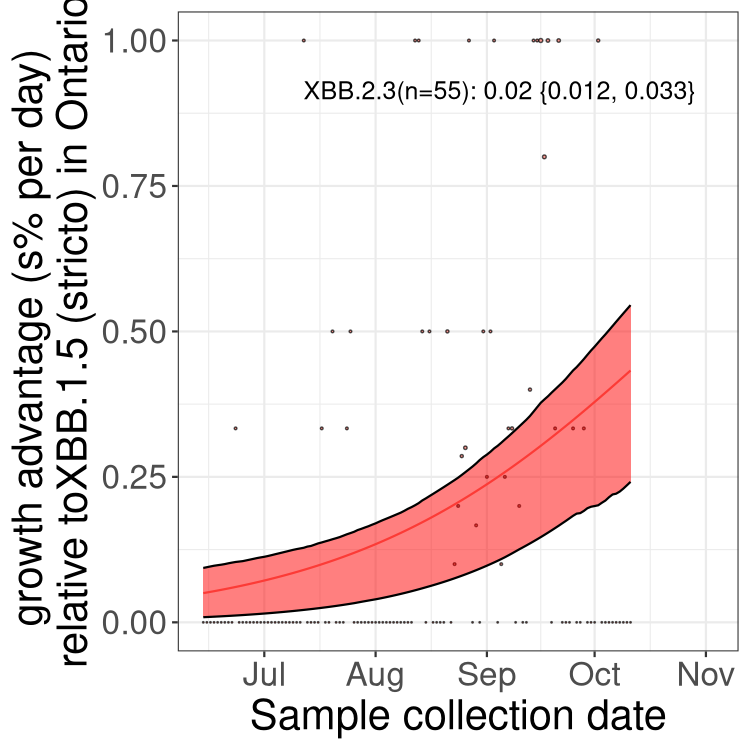 growth advantage (s% per day)
relative toXBB.1.5 (stricto) in Ontario
1.00
0.75
0.50
0.25
0.00
XBB.2.3(n=55): 0.02 {0.012, 0.033}
Jul Aug Sep Oct Nov
Sample collection date